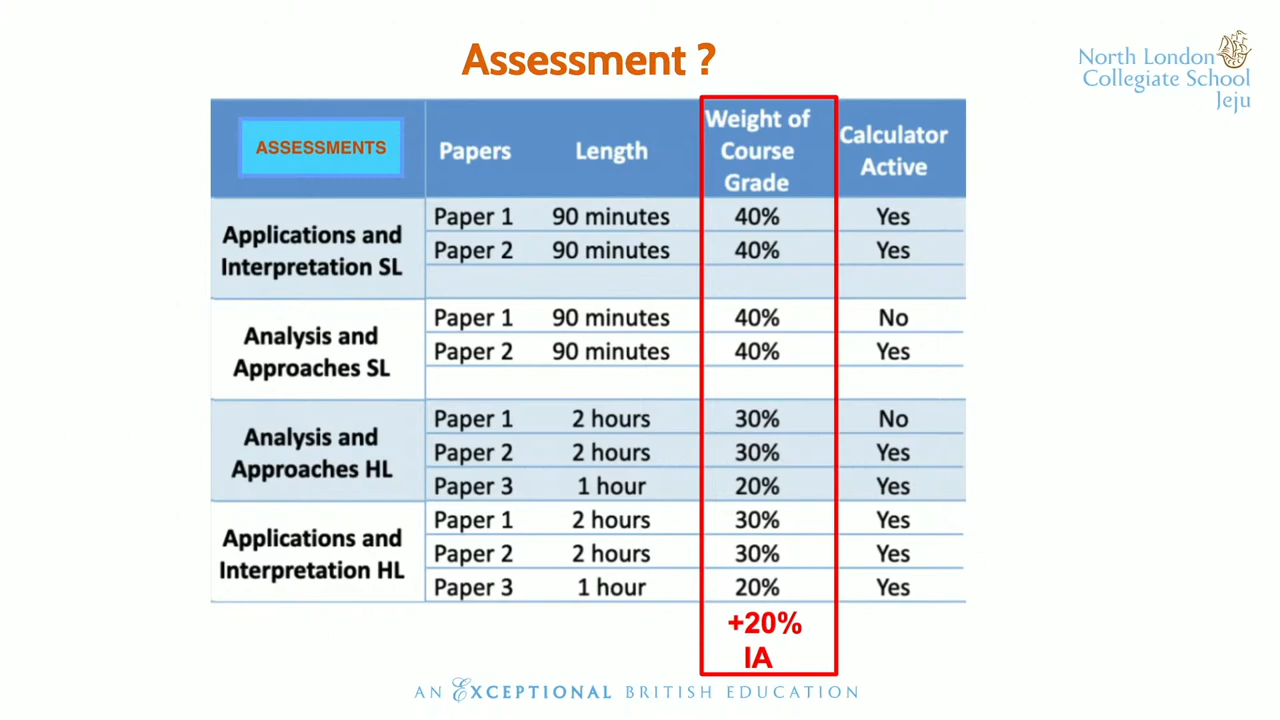 Assessment ?
North London
Collegiate School
Jeju
ASSESSMENTS
Papers
Length
Weight of
Course
Grade
Calculator
Active
Applications and
Interpretation SL
Paper 1 90 minutes 40% Yes
Paper 2 90 minutes 40% Yes
Analysis and
Approaches SL
Paper 1 90 minutes 40% No
Paper 2 90 minutes 40% Yes
Analysis and
Approaches HL
Paper 1 2 hours 30% No
Paper 2 2 hours 30% Yes
Paper 3 1 hour 20% Yes
Applications and
Interpretation HL
Paper 1 2 hours 30% Yes
Paper 2 2 hours 30% Yes
Paper 3 1 hour 20% Yes
+20%
IA
AN EXCEPTIONAL BRITISH EDUCATION